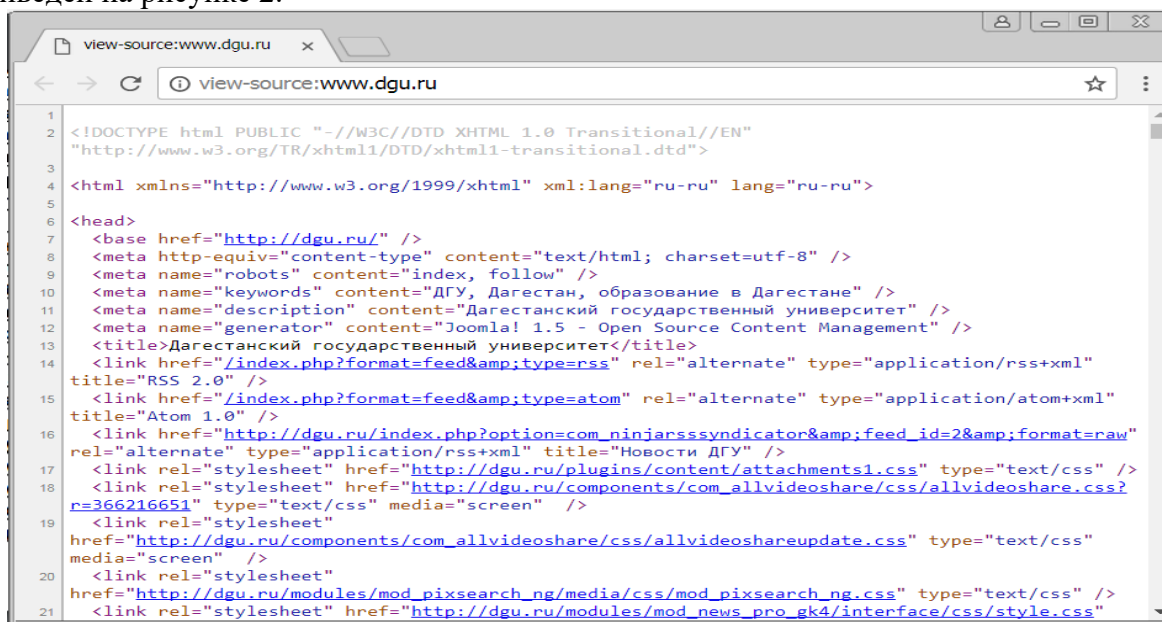 на рисунке 2.
view-source:www.dgu.ru
view-source:www.dgu.ru
1
2 <!DOCTYPE html PUBLIC "-//W3C//DTD XHTML 1.0 Transitional//EN"
"http://www.w3.org/TR/xhtml1/DTD/xhtml1-transitional.dtd">
3
4 <html xmlns="http://www.w3.org/1999/xhtml" xml:lang="ru-ru" lang="ru-ru">
5
6 <head>
7 <base href="http://dgu.ru/" />
8 <meta http-equiv="content-type" content="text/html; charset=utf-8" />
9 <meta name="robots" content="index, follow" />
10 <meta name="keywords" content="ДГУ, Дагестан, образование в Дагестане" />
11 <meta name="description" content="Дагестанский государственный университет" />
12 <meta name="generator" content="Joomla! 1.5 - Open Source Content Management" />
13 <title>Дагестанский государственный университет</title>
14 <link href="/index.php?format=feed&amp;type=rss" rel="alternate" type="application/rss+xml"
title="RSS 2.0" />
15 <link href="/index.php?format=feed&amp;type=atom" rel="alternate" type="application/atom+xml"
title="Atom 1.0" />
16 <link href="http://dgu.ru/index.php?option=com_ninjarsssyndicator&amp;feed_id=2&amp;format=raw"
rel="alternate" type="application/rss+xml" title="Новости ДГУ" />
17 <link rel="stylesheet" href="http://dgu.ru/plugins/content/attachments1.css" type="text/css" />
18 <link rel="stylesheet" href="http://dgu.ru/components/com_allvideoshare/css/allvideoshare.css?
r=366216651" type="text/css" media="screen" />
19 <link rel="stylesheet"
href="http://dgu.ru/components/com_allvideoshare/css/allvideoshareupdate.css" type="text/css"
media="screen" />
20 <link rel="stylesheet"
href="http://dgu.ru/modules/mod_pixsearch_ng/media/css/mod_pixsearch_ng.css" type="text/css" />
21 <link rel="stylesheet" href="http://dgu.ru/modules/mod_news_pro_gk4/interface/css/style.css"